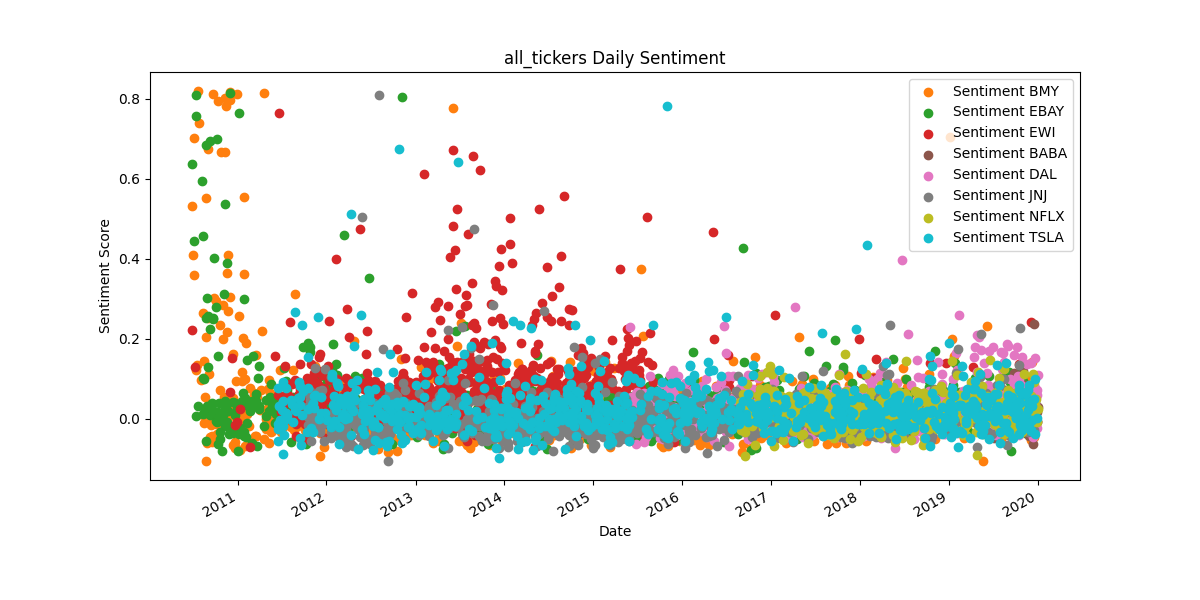 all_tickers Daily Sentiment
Sentiment Score
0.8
0.6
0.4
0.2
0.0
Sentiment BMY
Sentiment EBAY
Sentiment EWI
Sentiment BABA
Sentiment DAL
Sentiment JNJ
Sentiment NFLX
Sentiment TSLA
2011
2012
2013
2014
2015
2016
2017
2018
2019
2020
Date